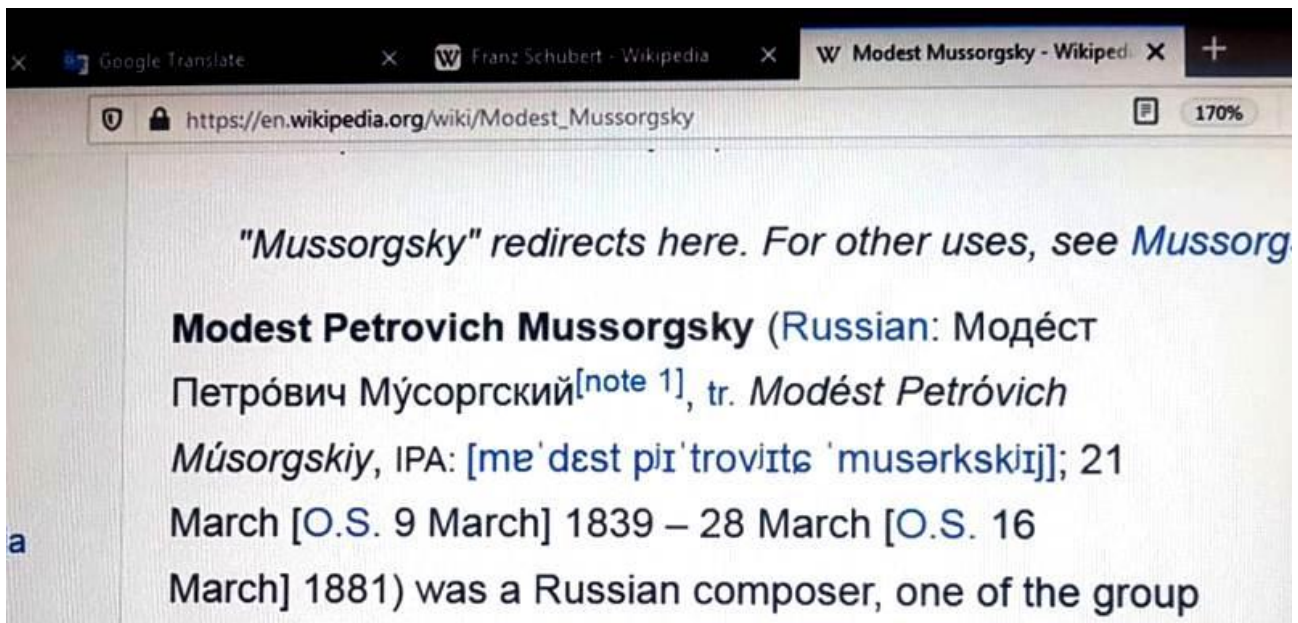 Google Translate Franz Schubert - Wikipedia Modest Mussorgsky - Wikiped
https://en.wikipedia.org/wiki/Modest_Mussorgsky 170%
"Mussorgsky" redirects here. For other uses, see Mussorg
Modest Petrovich Mussorgsky (Russian: Моде́ст
Петро́вич Му́соргский[note 1], tr. Modést Petróvich
Músorgskiy, IPA: [mɐˈdɛst pʲɪˈtrovʲɪtɕ ˈmusərkskʲɪj]; 21
March [O.S. 9 March] 1839 – 28 March [O.S. 16
a
March] 1881) was a Russian composer, one of the group